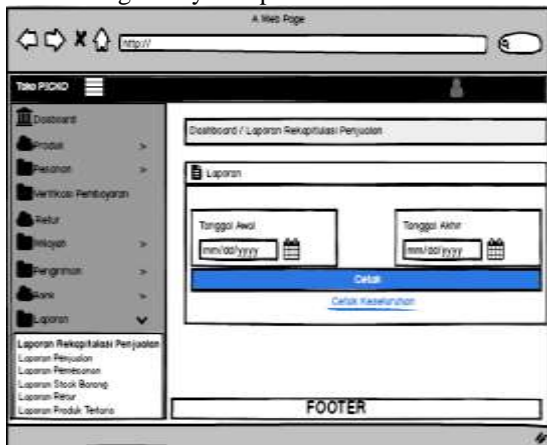 A Web Page
http://
Toko PICKO
Dashboard
Produk >
Pesanan >
Verifikasi Pembayaran
Retur
Wilayah >
Pengiriman >
Bank >
Laporan
Laporan Rekapitulasi Penjualan
Laporan Penjualan
Laporan Pemesanan
Laporan Stock Barang
Laporan Retur
Laporan Produk Terlaris
Dashboard / Laporan Rekapitulasi Penjualan
Laporan
Tanggal Awal
mm/dd/yyyy
Tanggal Akhir
mm/dd/yyyy
Cetak
Cetak Keseluruhan
FOOTER